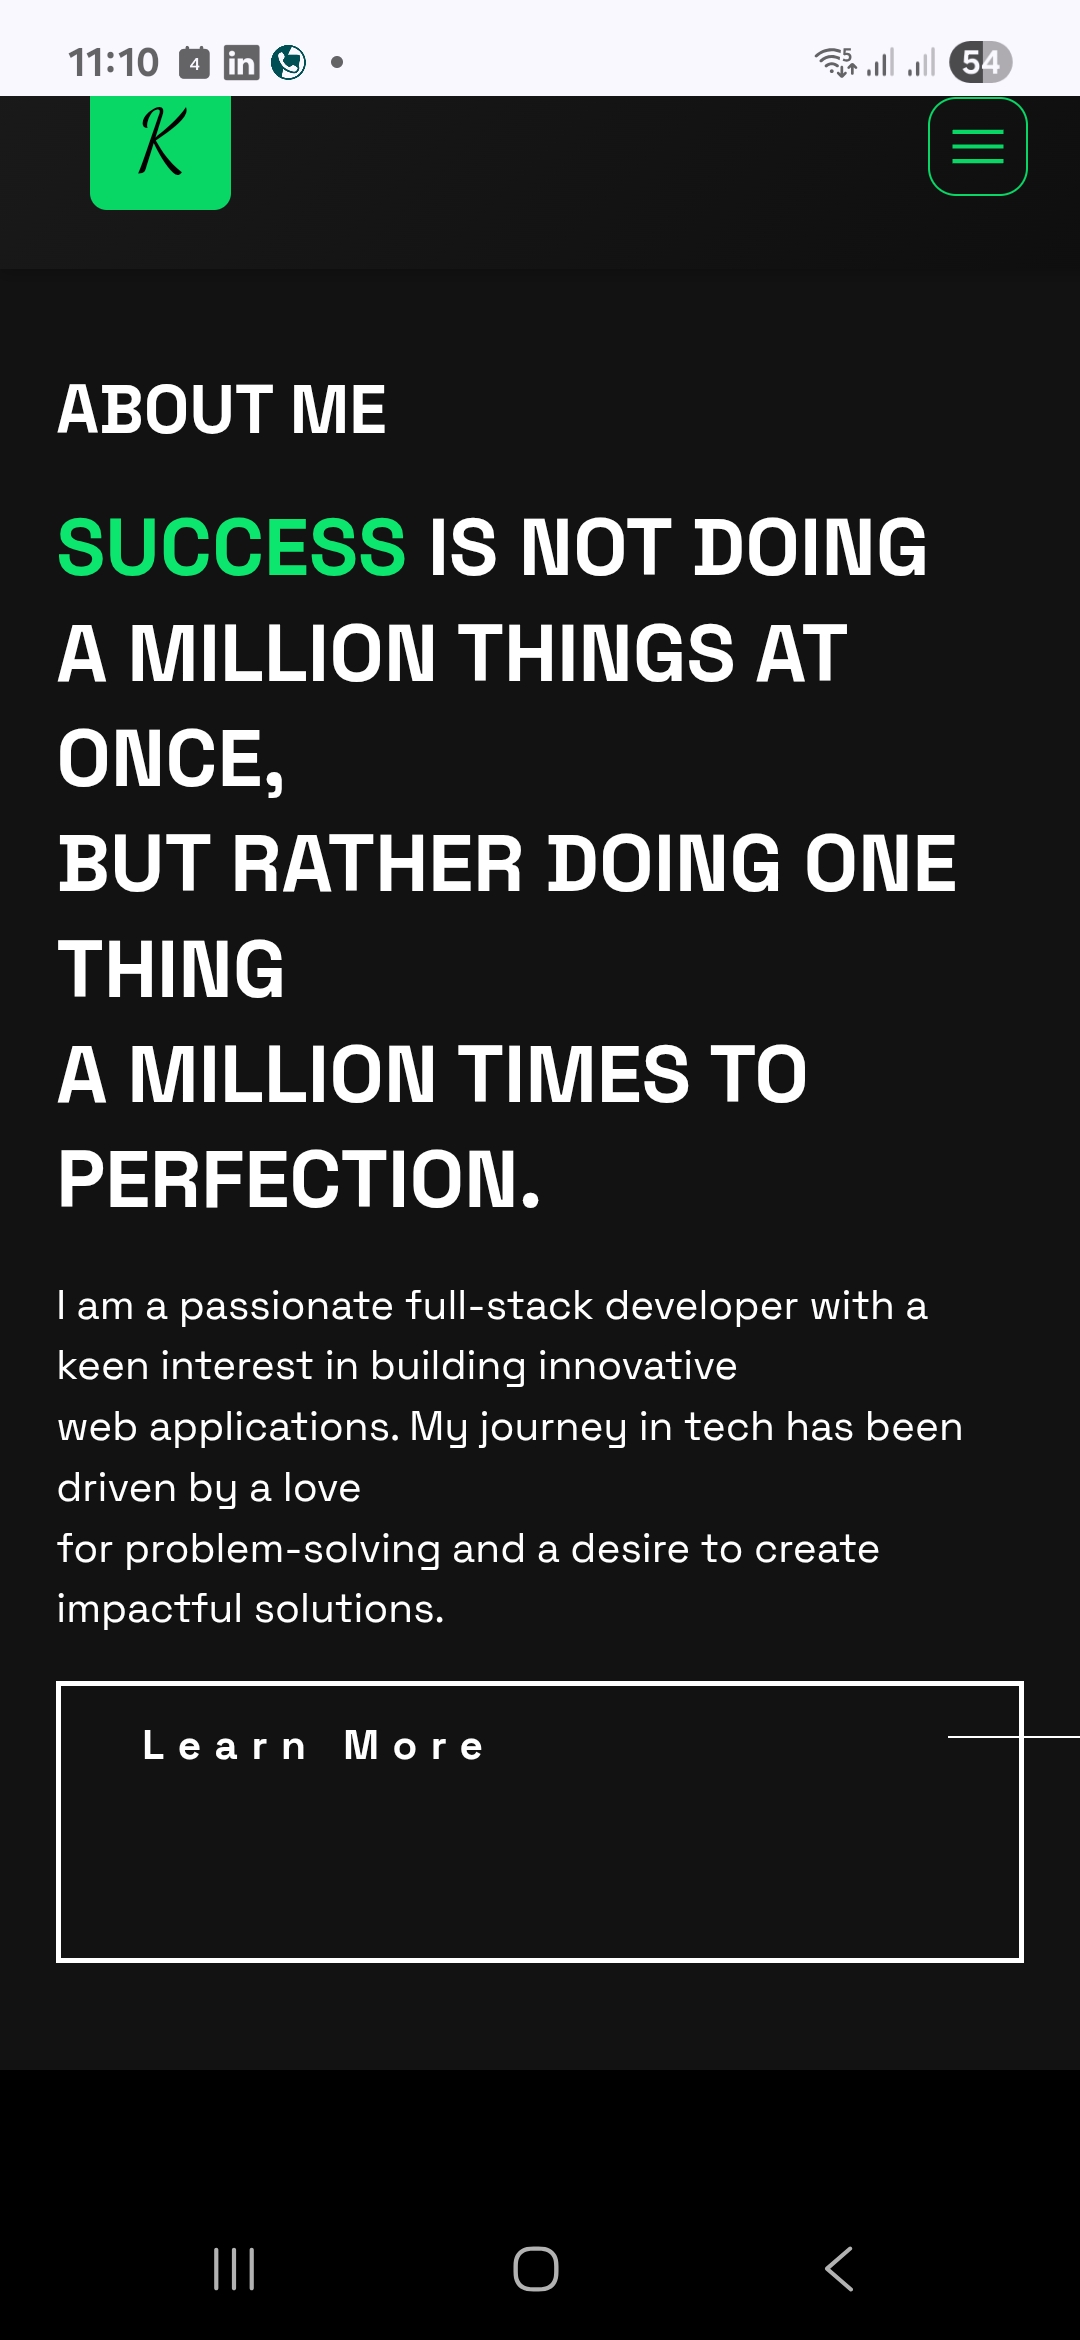 11:10
4
in
5
54
K
ABOUT ME
SUCCESS IS NOT DOING
A MILLION THINGS AT
ONCE,
BUT RATHER DOING ONE
THING
A MILLION TIMES TO
PERFECTION.
I am a passionate full-stack developer with a
keen interest in building innovative
web applications. My journey in tech has been
driven by a love
for problem-solving and a desire to create
impactful solutions.
Learn More